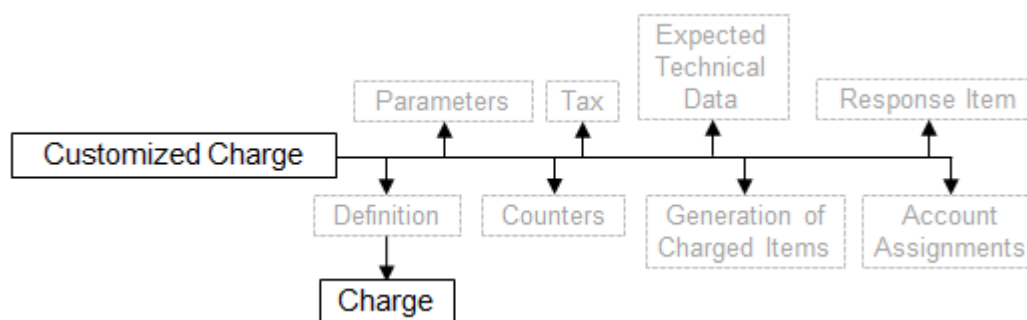 Expected
Technical
Data
Parameters
Tax
Response Item
Customized Charge
Definition
Counters
Generation of
Charged Items
Account
Assignments
Charge